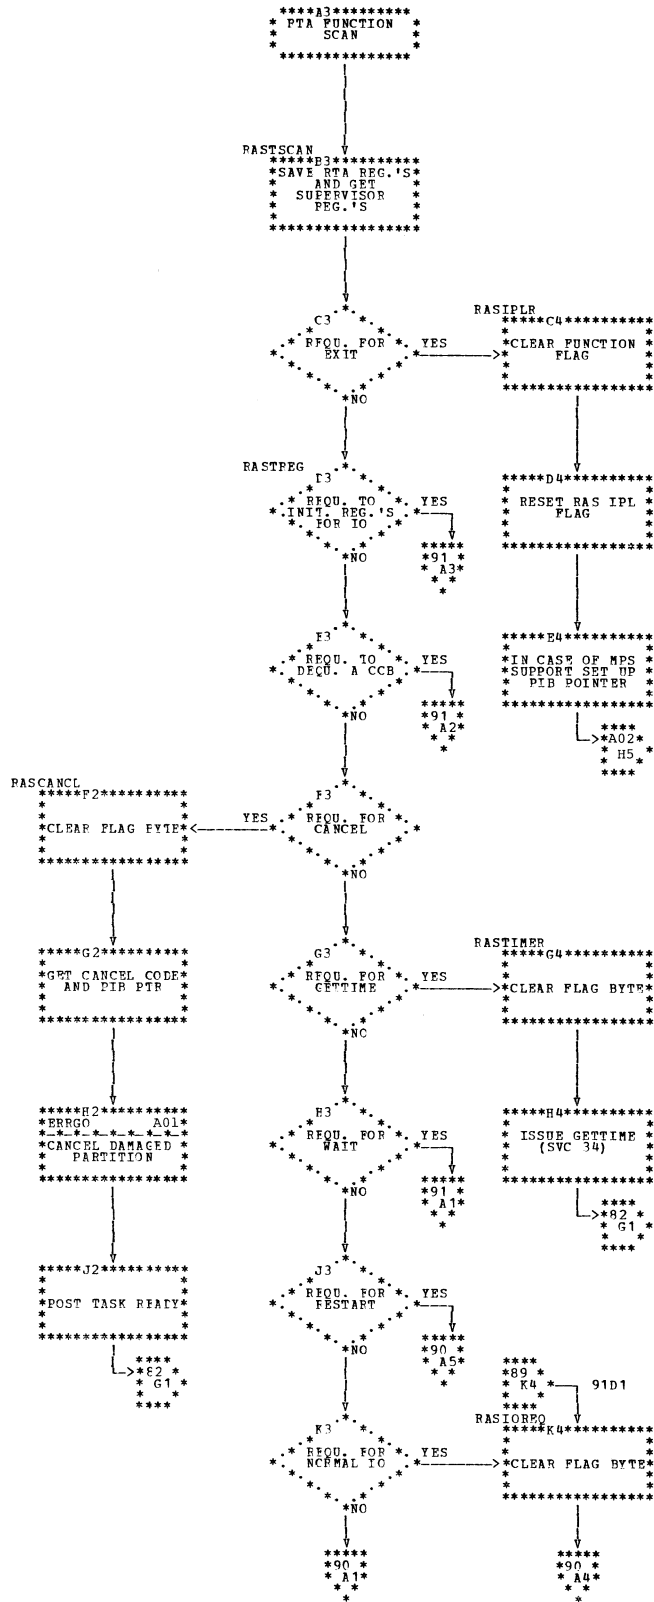 A3
PTA FUNCTION
SCAN
RASTSCAN
B3
SAVE RTA REG.'S
AND GET
SUPERVISOR
PEG.'S
C3
RFQU. FOR
EXIT
YES
NO
RASIPLR
C4
CLEAR FUNCTION
FLAG
RASTPEG
D3
RFQU. TO
INIT. REG.'S
FOR IO
YES
NO
91
A3
D4
RESET RAS IPL
FLAG
E3
REQU. TO
DEQU. A CCB
YES
NO
91
A2
E4
IN CASE OF MPS
SUPPORT SET UP
PIB POINTER
A02
H5
RASCANCL
F2
CLEAR FLAG BYTE
YES
F3
REQU. FOR
CANCEL
NO
G2
GET CANCEL CODE
AND PIB PTR
G3
RFQU. FOR
GETTIME
YES
NC
RASTIMER
G4
CLEAR FLAG BYTE
H2
ERRGO A01
CANCEL DAMAGED
PARTITION
H3
REQU. FOR
WAIT
YES
NO
91
A1
H4
ISSUE GETTIME
(SVC 34)
82
G1
J2
POST TASK READY
82
G1
J3
REQU. FOR
RESTART
YES
NO
90
A5
89
K4
91D1
K3
REQU. FOR
NORMAL IO
YES
NO
RASIOREQ
K4
CLEAR FLAG BYTE
90
A1
90
A4